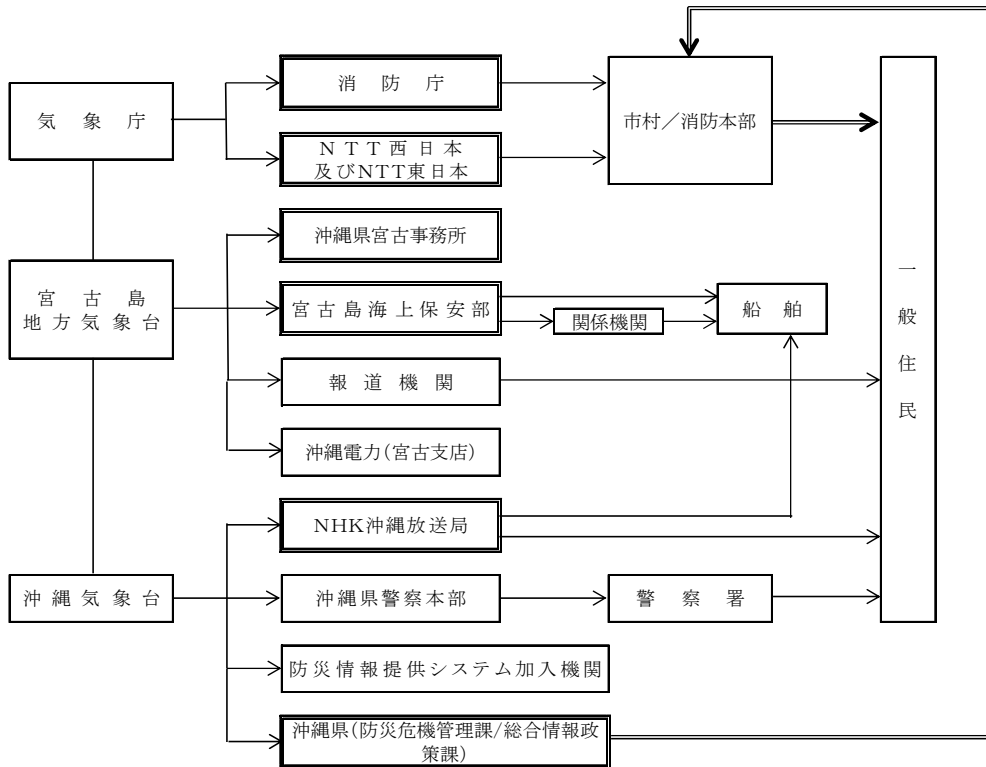 消防庁
市村／消防本部
気象庁
NTT西日本
及びNTT東日本
沖縄県宮古事務所
宮古島
地方気象台
宮古島海上保安部
関係機関
船舶
一般住民
報道機関
沖縄電力(宮古支店)
NHK沖縄放送局
沖縄気象台
沖縄県警察本部
警察署
防災情報提供システム加入機関
沖縄県(防災危機管理課/総合情報政
策課)